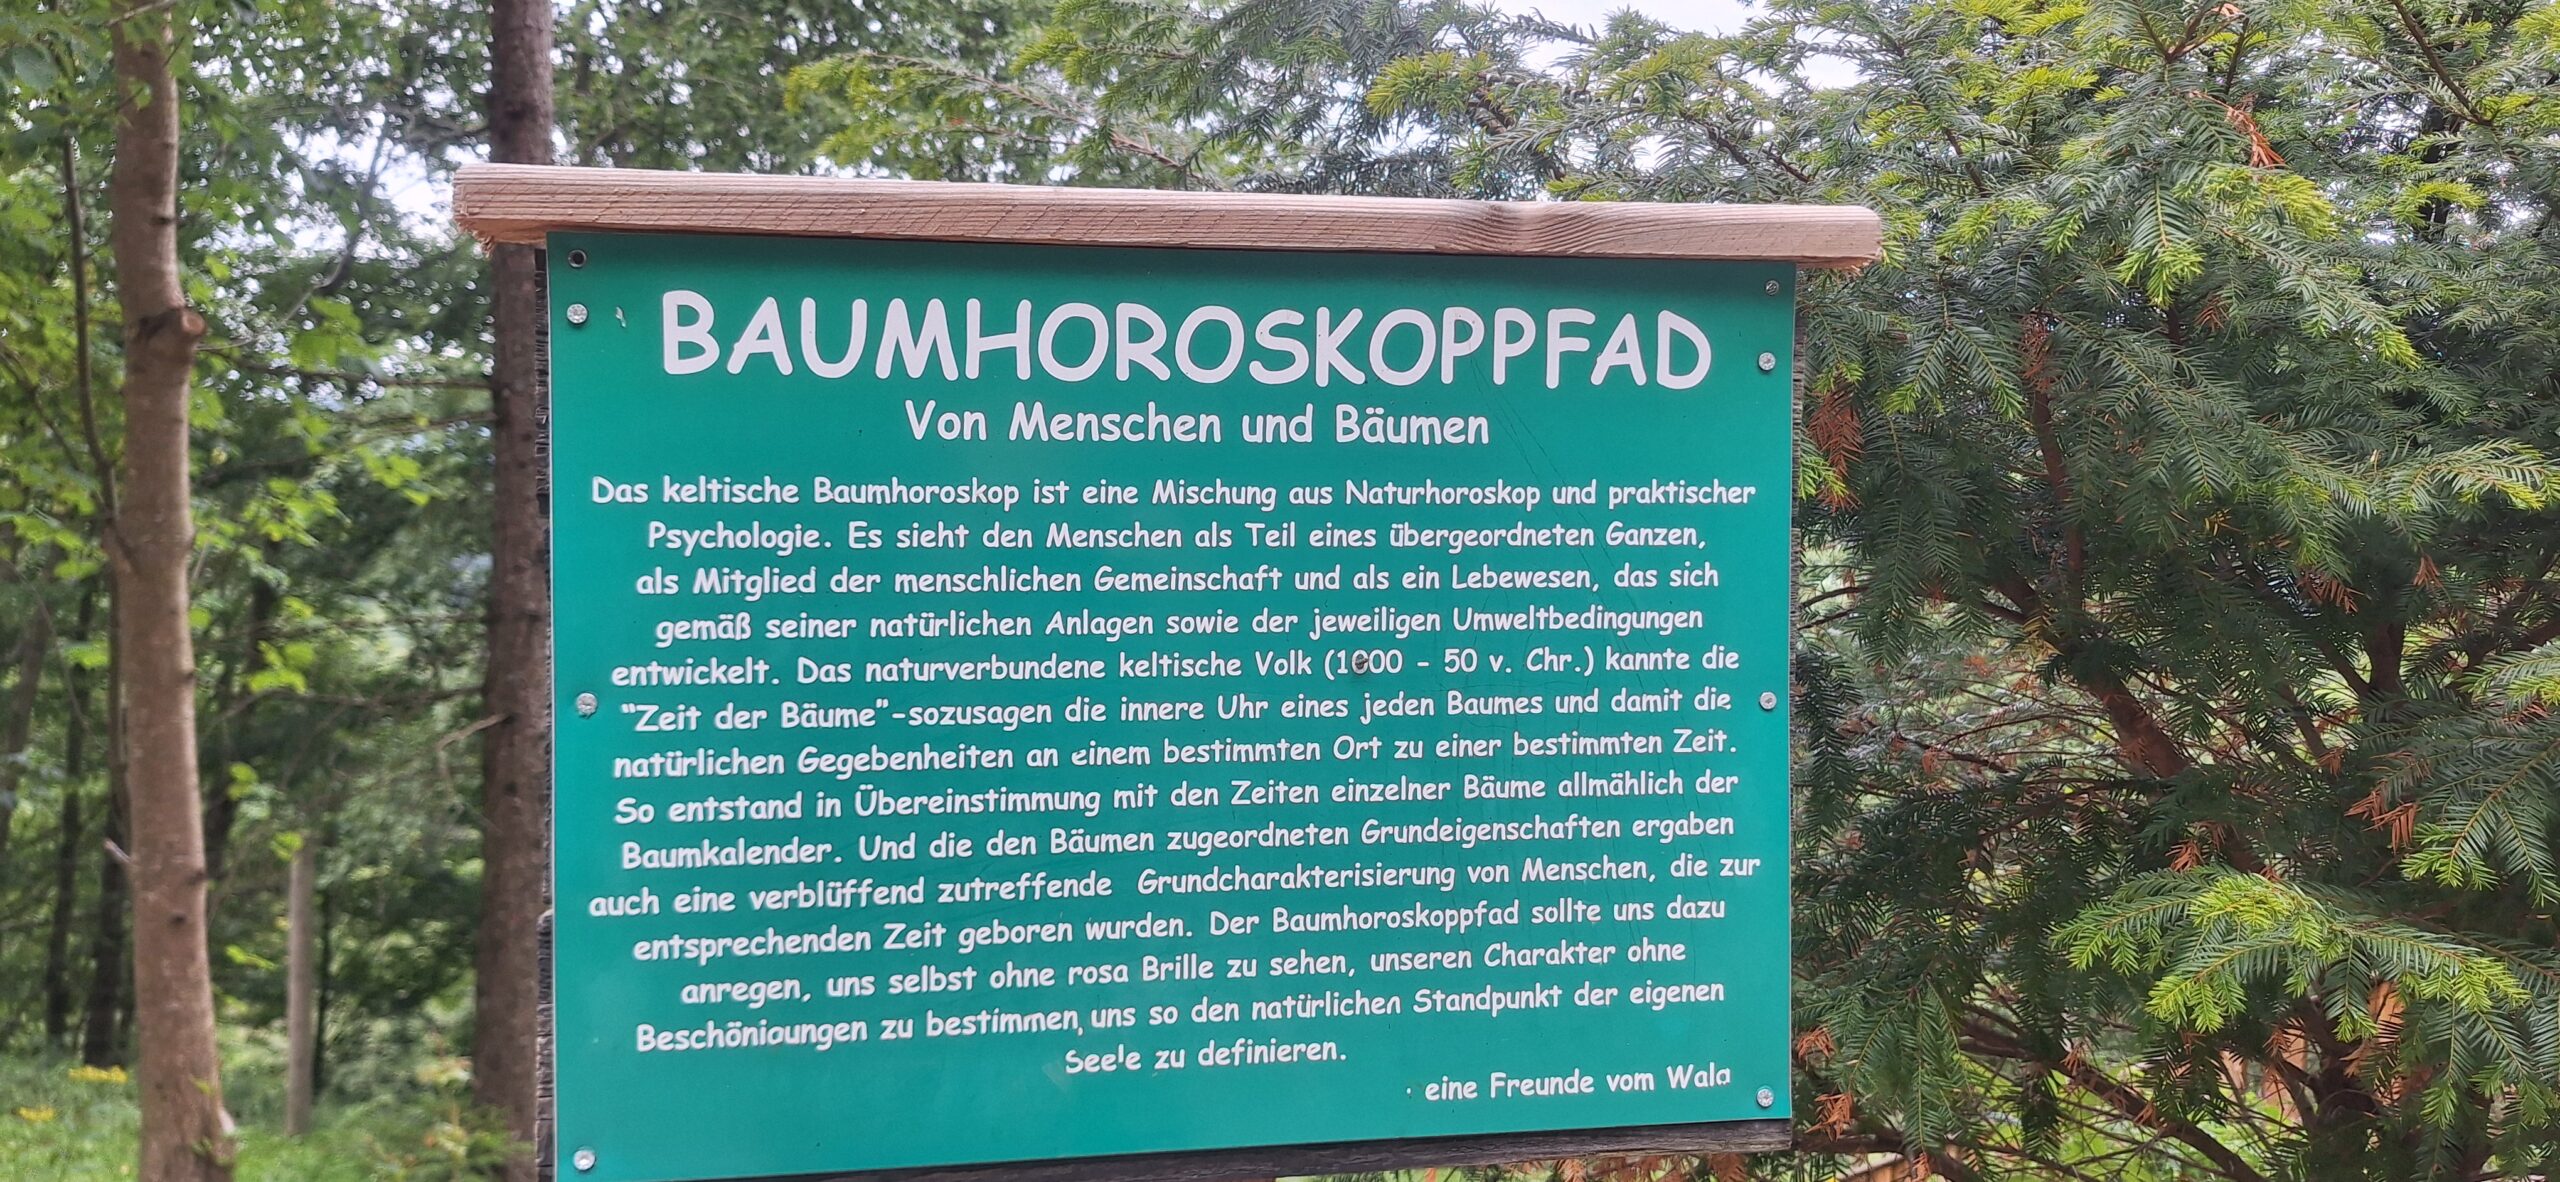 BAUMHOROSKOPPFAD
Von Menschen und Bäumen
Das keltische Baumhoroskop ist eine Mischung aus Naturhoroskop und praktischer
Psychologie. Es sieht den Menschen als Teil eines übergeordneten Ganzen,
als Mitglied der menschlichen Gemeinschaft und als ein Lebewesen, das sich
gemäß seiner natürlichen Anlagen sowie der jeweiligen Umweltbedingungen
entwickelt. Das naturverbundene keltische Volk (1000 - 50 v. Chr.) kannte die
"Zeit der Bäume"-sozusagen die innere Uhr eines jeden Baumes und damit die
natürlichen Gegebenheiten an einem bestimmten Ort zu einer bestimmten Zeit.
So entstand in Übereinstimmung mit den Zeiten einzelner Bäume allmählich der
Baumkalender. Und die den Bäumen zugeordneten Grundeigenschaften ergaben
auch eine verblüffend zutreffende Grundcharakterisierung von Menschen, die zur
entsprechenden Zeit geboren wurden. Der Baumhoroskoppfad sollte uns dazu
anregen, uns selbst ohne rosa Brille zu sehen, unseren Charakter ohne
Beschönigungen zu bestimmen, uns so den natürlichen Standpunkt der eigenen
Seele zu definieren.
eine Freunde vom Wald